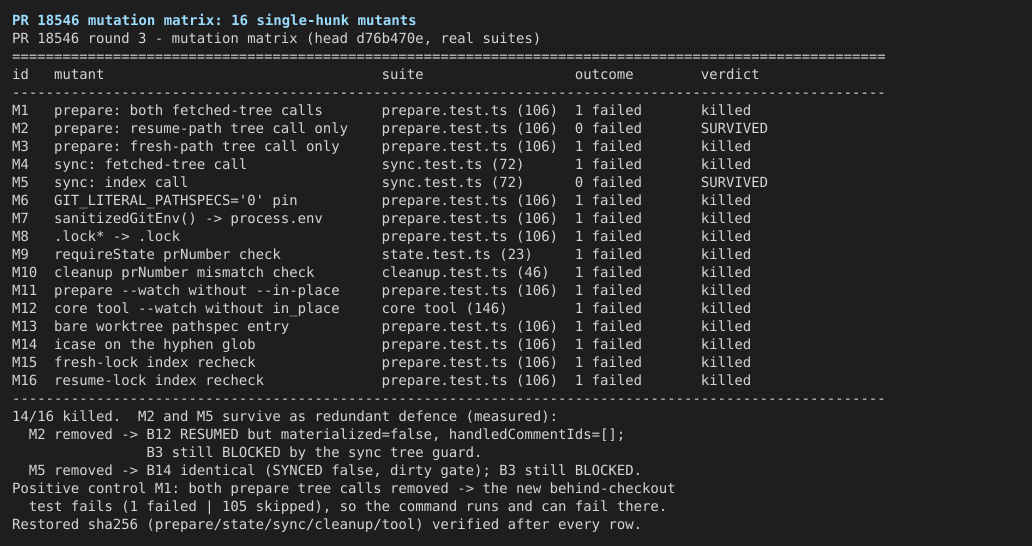 PR 18546 mutation matrix: 16 single-hunk mutants
PR 18546 round 3 - mutation matrix (head d76b470e, real suites)
========================================================================================================
id   mutant                                 suite                  outcome        verdict
--------------------------------------------------------------------------------------------------------
M1   prepare: both fetched-tree calls       prepare.test.ts (106)  1 failed       killed
M2   prepare: resume-path tree call only    prepare.test.ts (106)  0 failed       SURVIVED
M3   prepare: fresh-path tree call only     prepare.test.ts (106)  1 failed       killed
M4   sync: fetched-tree call                sync.test.ts (72)      1 failed       killed
M5   sync: index call                       sync.test.ts (72)      0 failed       SURVIVED
M6   GIT_LITERAL_PATHSPECS='0' pin          prepare.test.ts (106)  1 failed       killed
M7   sanitizedGitEnv() -> process.env       prepare.test.ts (106)  1 failed       killed
M8   .lock* -> .lock                        prepare.test.ts (106)  1 failed       killed
M9   requireState prNumber check            state.test.ts (23)     1 failed       killed
M10  cleanup prNumber mismatch check        cleanup.test.ts (46)   1 failed       killed
M11  prepare --watch without --in-place     prepare.test.ts (106)  1 failed       killed
M12  core tool --watch without in_place     core tool (146)        1 failed       killed
M13  bare worktree pathspec entry           prepare.test.ts (106)  1 failed       killed
M14  icase on the hyphen glob               prepare.test.ts (106)  1 failed       killed
M15  fresh-lock index recheck               prepare.test.ts (106)  1 failed       killed
M16  resume-lock index recheck              prepare.test.ts (106)  1 failed       killed
--------------------------------------------------------------------------------------------------------
14/16 killed.  M2 and M5 survive as redundant defence (measured):
  M2 removed -> B12 RESUMED but materialized=false, handledCommentIds=[];
                B3 still BLOCKED by the sync tree guard.
  M5 removed -> B14 identical (SYNCED false, dirty gate); B3 still BLOCKED.
Positive control M1: both prepare tree calls removed -> the new behind-checkout
  test fails (1 failed | 105 skipped), so the command runs and can fail there.
Restored sha256 (prepare/state/sync/cleanup/tool) verified after every row.